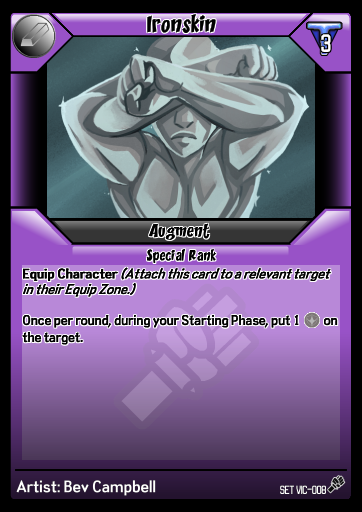 Ironskin
3
Augment
Special Rank
Equip Character (Attach this card to a relevant target
in their Equip Zone.)
Once per round, during your Starting Phase, put 1 on
the target.
Artist: Bev Campbell
SET VIC-008